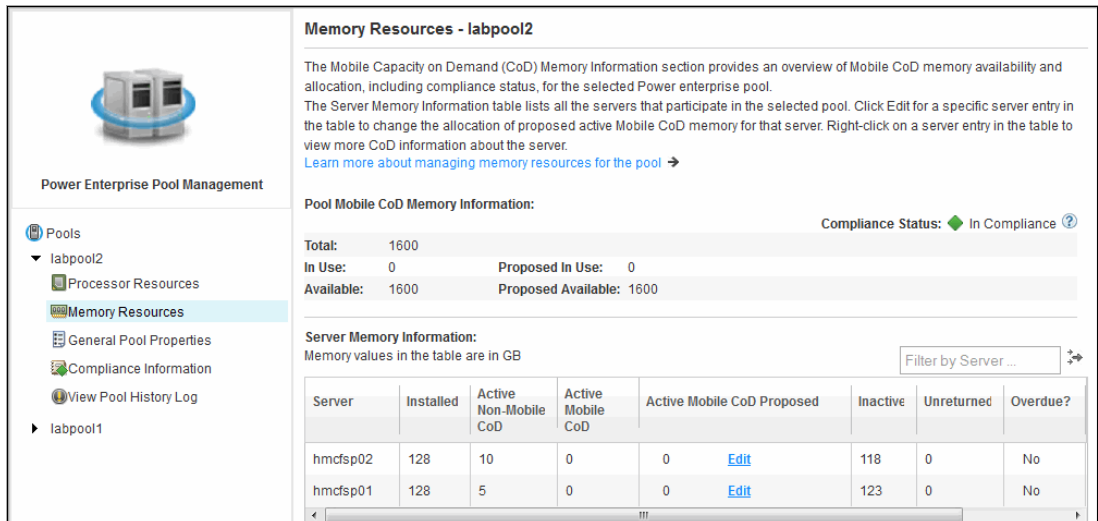 Power Enterprise Pool Management
Pools
labpool2
Processor Resources
Memory Resources
General Pool Properties
Compliance Information
View Pool History Log
labpool1
Memory Resources - labpool2
The Mobile Capacity on Demand (CoD) Memory Information section provides an overview of Mobile CoD memory availability and
allocation, including compliance status, for the selected Power enterprise pool.
The Server Memory Information table lists all the servers that participate in the selected pool. Click Edit for a specific server entry in
the table to change the allocation of proposed active Mobile CoD memory for that server. Right-click on a server entry in the table to
view more CoD information about the server.
Learn more about managing memory resources for the pool
Pool Mobile CoD Memory Information:
Compliance Status: In Compliance ?
Total: 1600
In Use: 0 Proposed In Use: 0
Available: 1600 Proposed Available: 1600
Server Memory Information:
Memory values in the table are in GB
Filter by Server ...
Server Installed Active Non-Mobile CoD Active Mobile CoD Active Mobile CoD Proposed Inactive Unreturned Overdue?
hmcfsp02 128 10 0 0 Edit 118 0 No
hmcfsp01 128 5 0 0 Edit 123 0 No